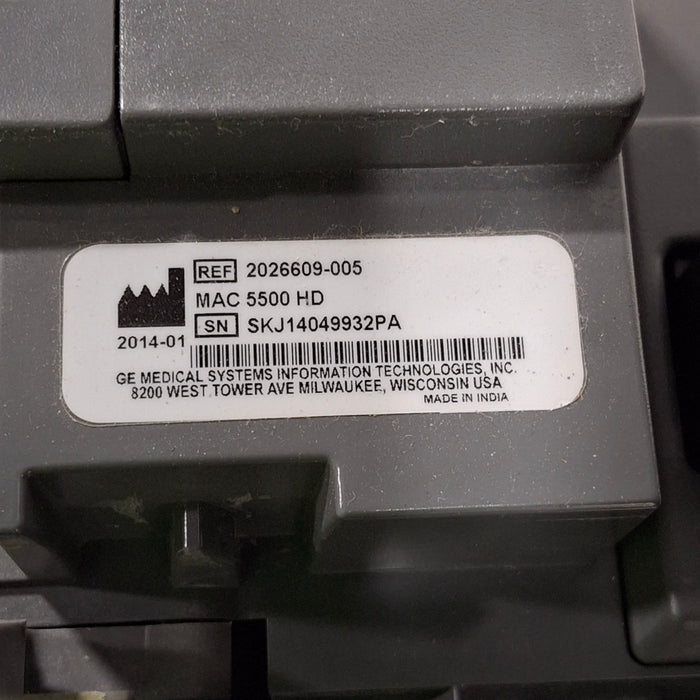 REF 2026609-005
MAC 5500 HD
SN SKJ14049932PA
2014-01
GE MEDICAL SYSTEMS INFORMATION TECHNOLOGIES, INC.
8200 WEST TOWER AVE MILWAUKEE, WISCONSIN USA
MADE IN INDIA